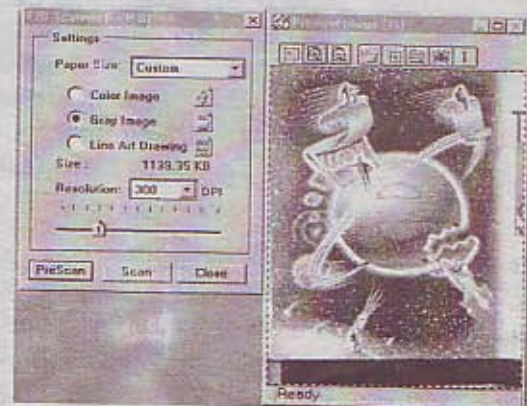 Settings
Paper Size: Custom
Color Image
Gray Image
Line Art Drawing
Size : 1139.35 KB
Resolution: 300 DPI
PreScan Scan Close
Ready